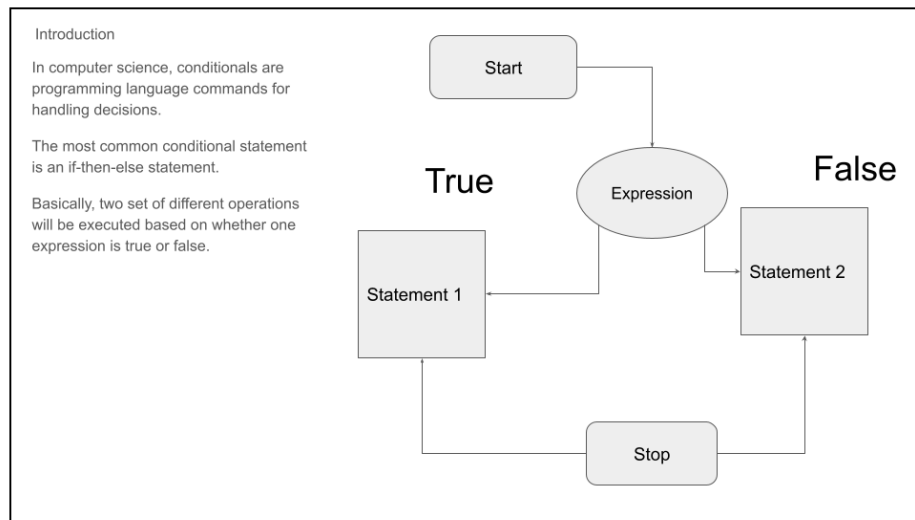 Introduction
In computer science, conditionals are
programming language commands for
handling decisions.
The most common conditional statement
is an if-then-else statement.
Basically, two set of different operations
will be executed based on whether one
expression is true or false.
Start
True
Expression
False
Statement 1
Statement 2
Stop